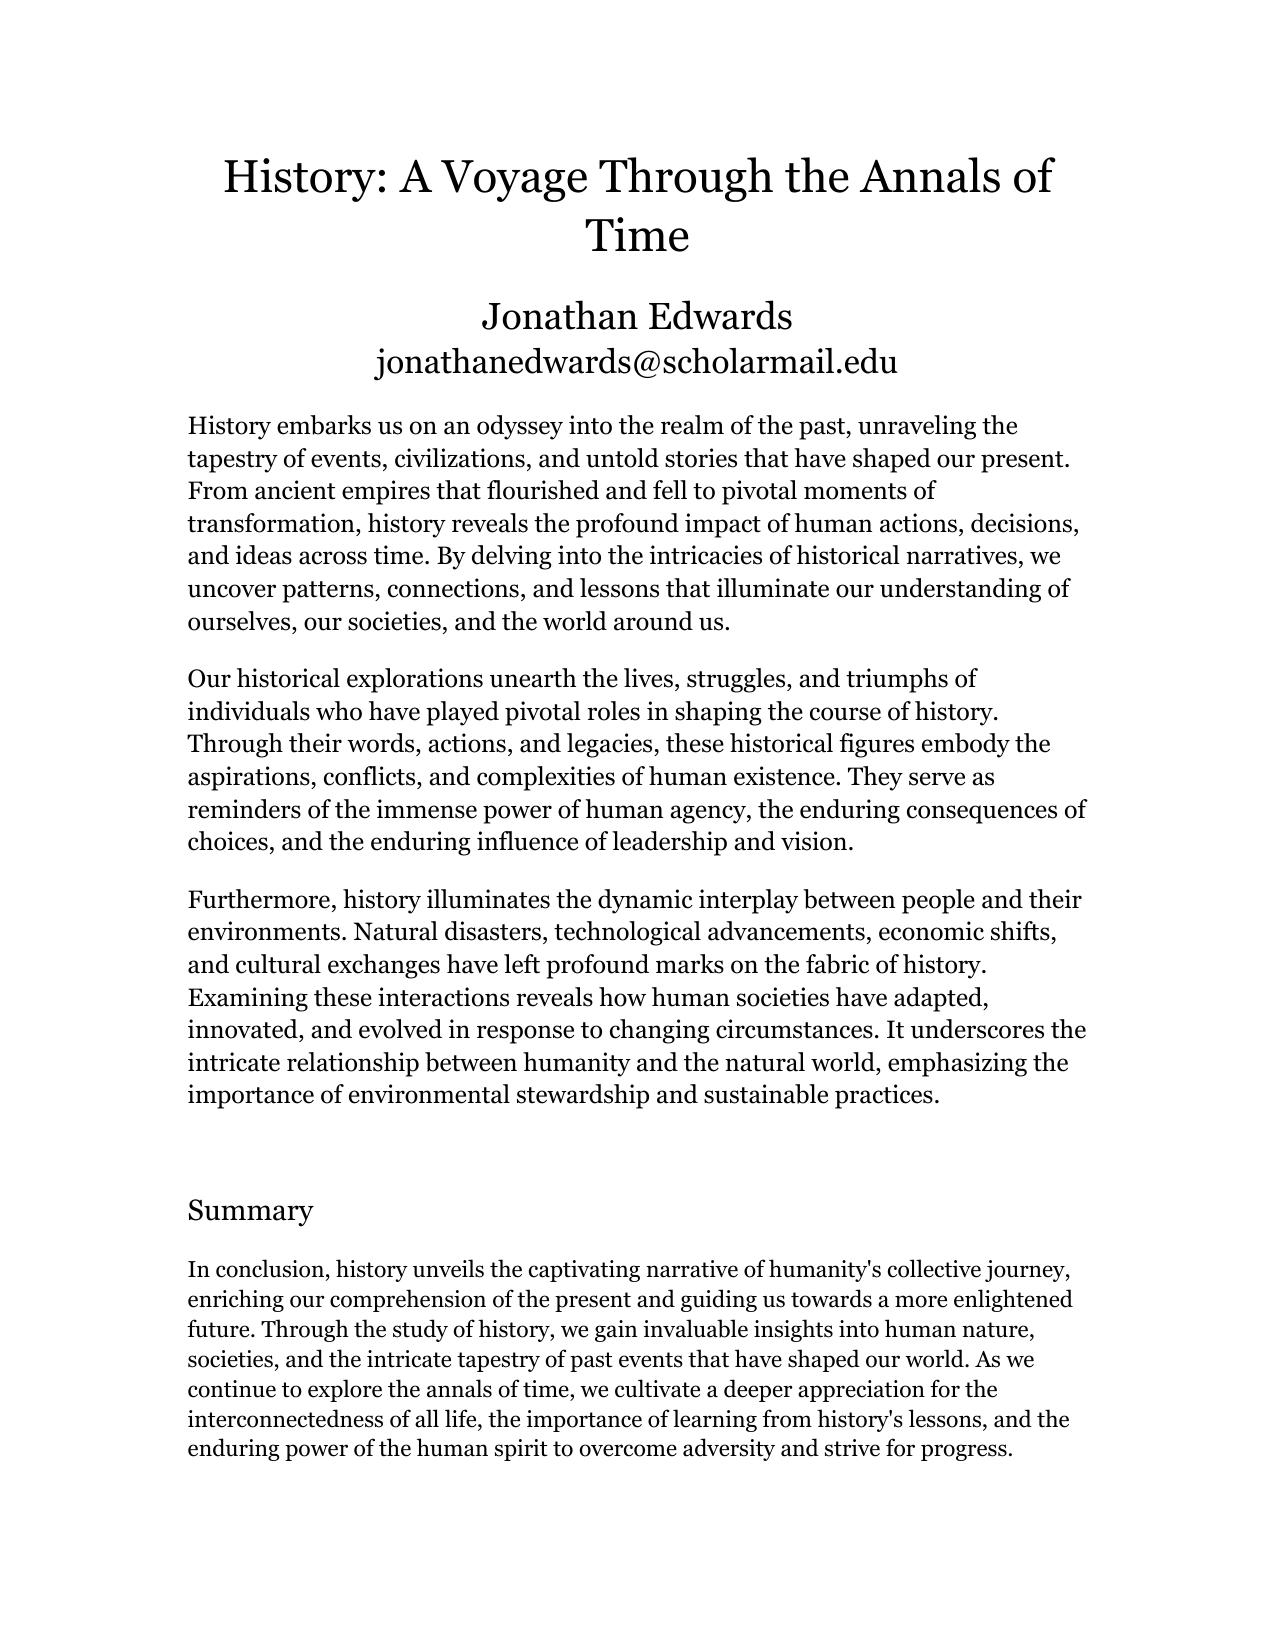 History: A Voyage Through the Annals of
Time
Jonathan Edwards
jonathanedwards@scholarmail.edu
History embarks us on an odyssey into the realm of the past, unraveling the
tapestry of events, civilizations, and untold stories that have shaped our present.
From ancient empires that flourished and fell to pivotal moments of
transformation, history reveals the profound impact of human actions, decisions,
and ideas across time. By delving into the intricacies of historical narratives, we
uncover patterns, connections, and lessons that illuminate our understanding of
ourselves, our societies, and the world around us.
Our historical explorations unearth the lives, struggles, and triumphs of
individuals who have played pivotal roles in shaping the course of history.
Through their words, actions, and legacies, these historical figures embody the
aspirations, conflicts, and complexities of human existence. They serve as
reminders of the immense power of human agency, the enduring consequences of
choices, and the enduring influence of leadership and vision.
Furthermore, history illuminates the dynamic interplay between people and their
environments. Natural disasters, technological advancements, economic shifts,
and cultural exchanges have left profound marks on the fabric of history.
Examining these interactions reveals how human societies have adapted,
innovated, and evolved in response to changing circumstances. It underscores the
intricate relationship between humanity and the natural world, emphasizing the
importance of environmental stewardship and sustainable practices.
Summary
In conclusion, history unveils the captivating narrative of humanity's collective journey,
enriching our comprehension of the present and guiding us towards a more enlightened
future. Through the study of history, we gain invaluable insights into human nature,
societies, and the intricate tapestry of past events that have shaped our world. As we
continue to explore the annals of time, we cultivate a deeper appreciation for the
interconnectedness of all life, the importance of learning from history's lessons, and the
enduring power of the human spirit to overcome adversity and strive for progress.